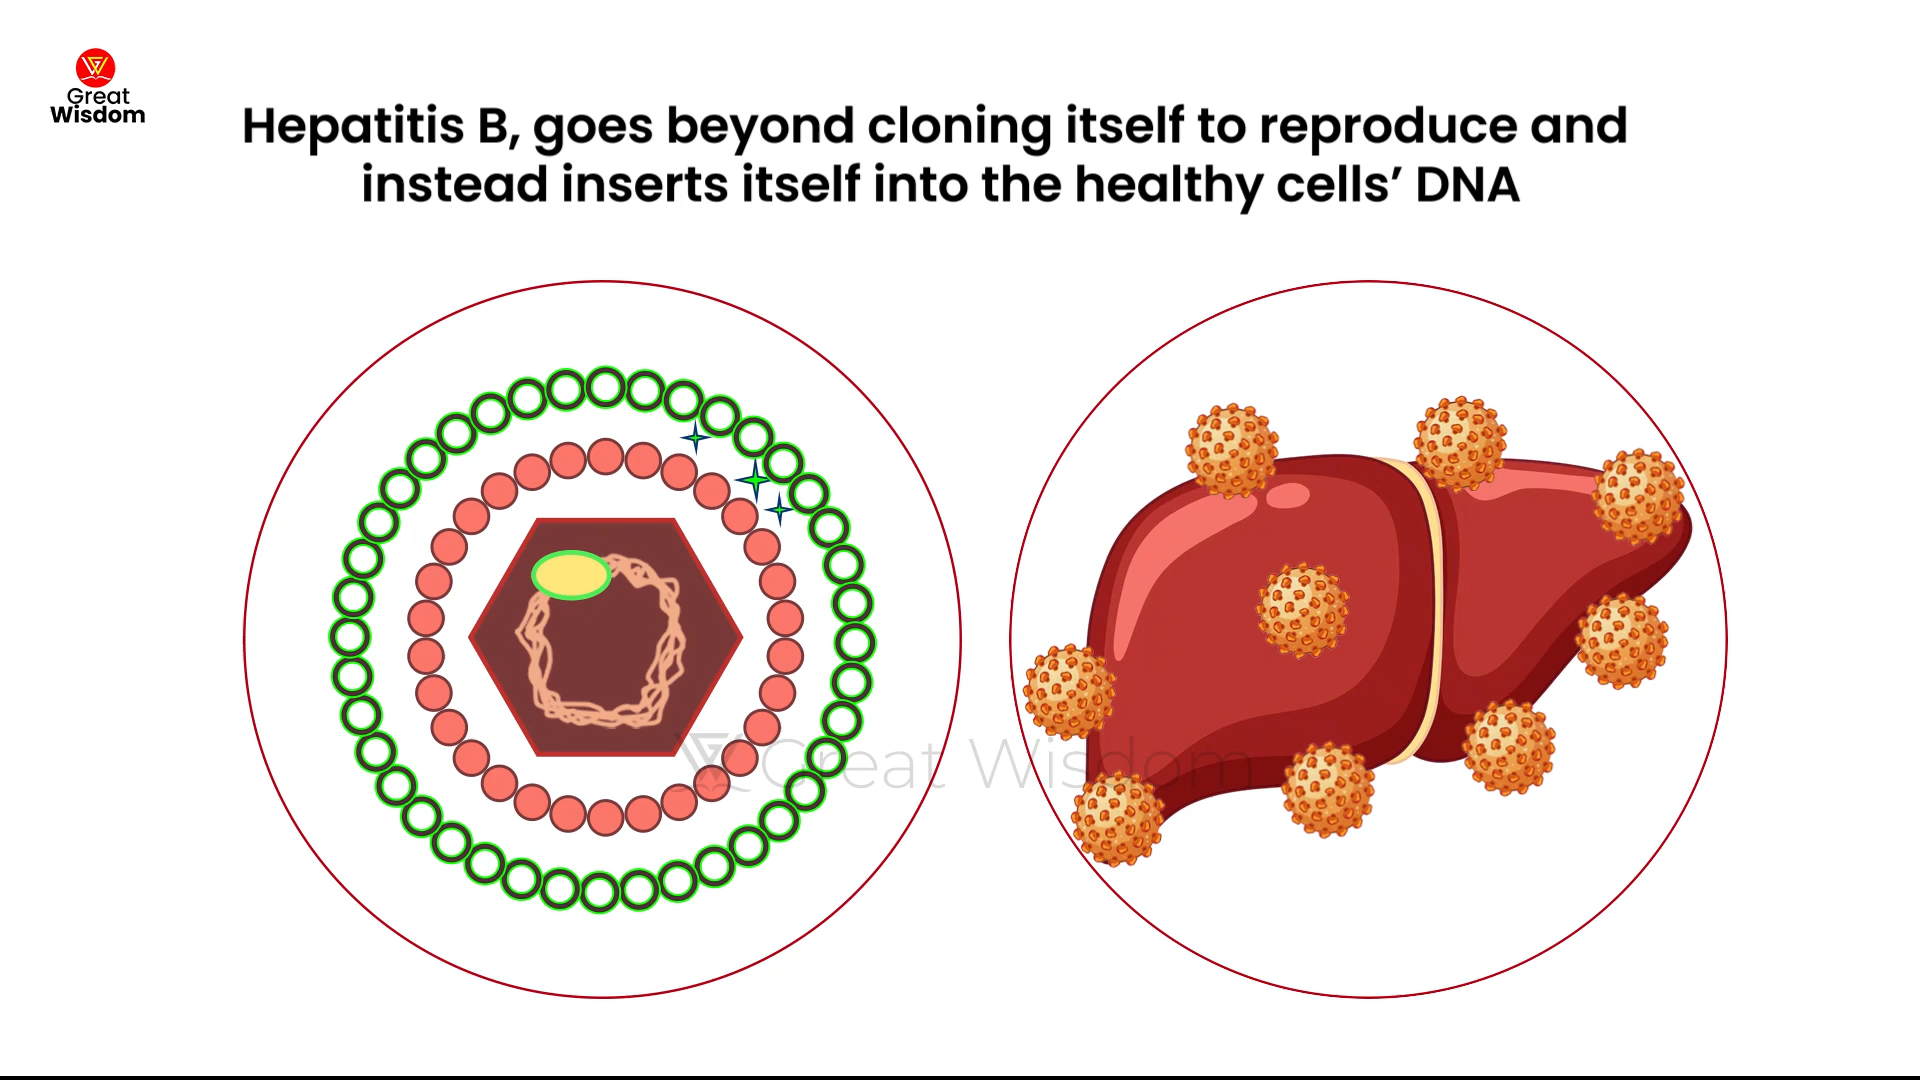 Great
Wisdom
Hepatitis B, goes beyond cloning itself to reproduce and
instead inserts itself into the healthy cells’ DNA
Great Wisdom